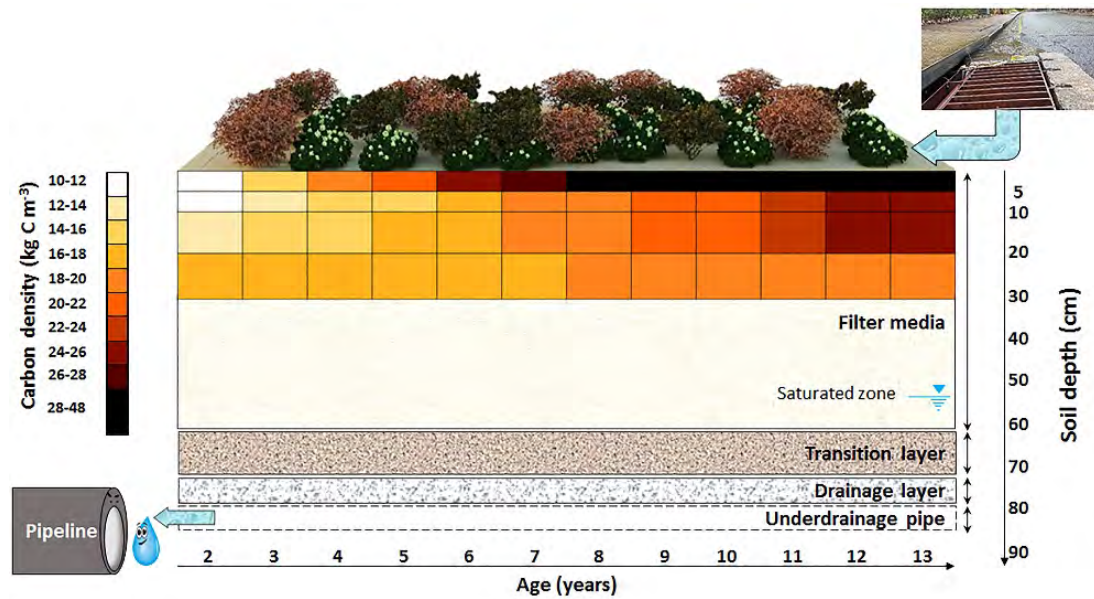 Carbon density (kg C m⁻³)
10-12
12-14
14-16
16-18
18-20
20-22
22-24
24-26
26-28
28-48
5
10
20
30
40
50
60
70
80
90
Soil depth (cm)
Filter media
Saturated zone
Transition layer
Drainage layer
Underdrainage pipe
Pipeline
2 3 4 5 6 7 8 9 10 11 12 13
Age (years)